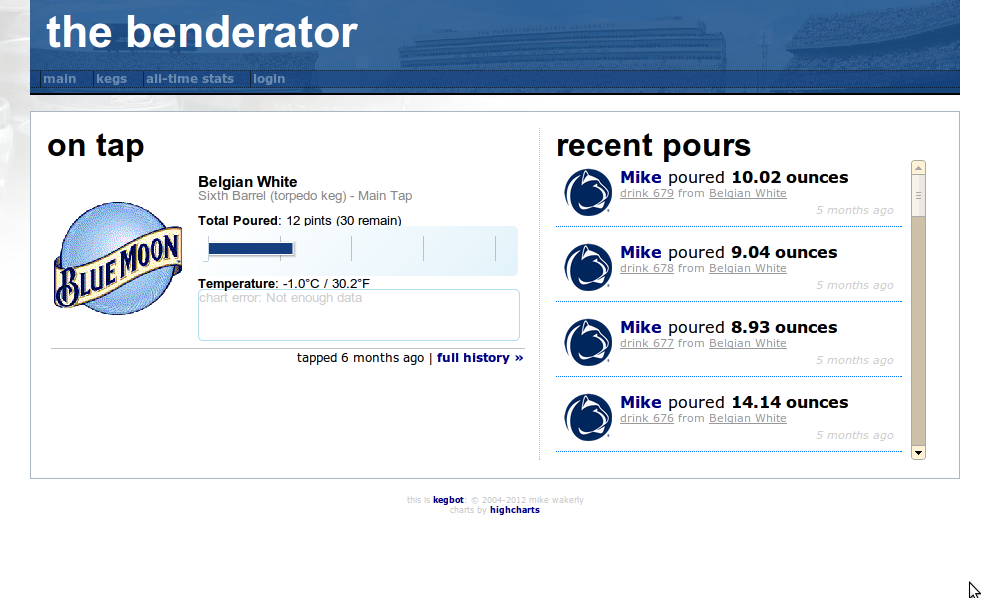 the benderator
main
kegs
all-time stats
login
on tap
BLUE MOON
Belgian White
Sixth Barrel (torpedo keg) - Main Tap
Total Poured: 12 pints (30 remain)
Temperature: -1.0°C / 30.2°F
chart error: Not enough data
tapped 6 months ago | full history »
recent pours
Mike poured 10.02 ounces
drink 679 from Belgian White
5 months ago
Mike poured 9.04 ounces
drink 678 from Belgian White
5 months ago
Mike poured 8.93 ounces
drink 677 from Belgian White
5 months ago
Mike poured 14.14 ounces
drink 676 from Belgian White
5 months ago
this is kegbot. © 2004-2012 mike wakerly
charts by highcharts